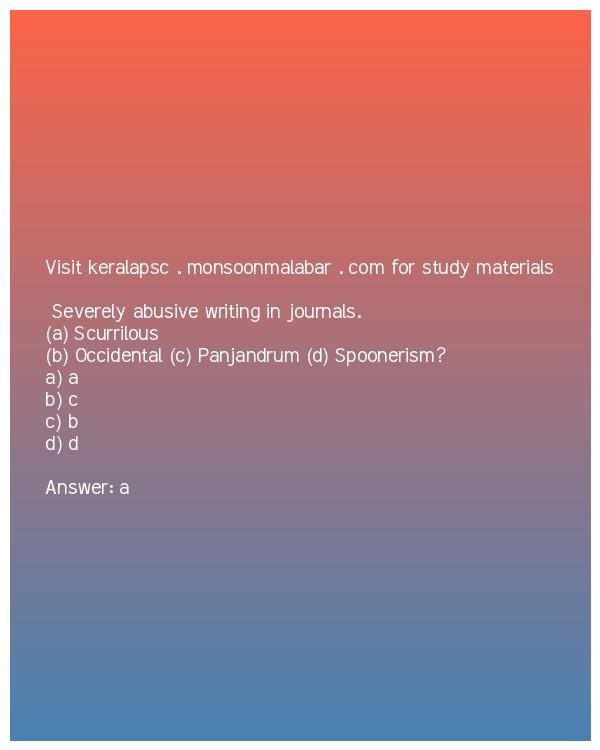 Visit keralapsc . monsoonmalabar . com for study materials
Severely abusive writing in journals.
(a) Scurrilous
(b) Occidental (c) Panjandrum (d) Spoonerism?
a) a
b) c
c) b
d) d
Answer: a